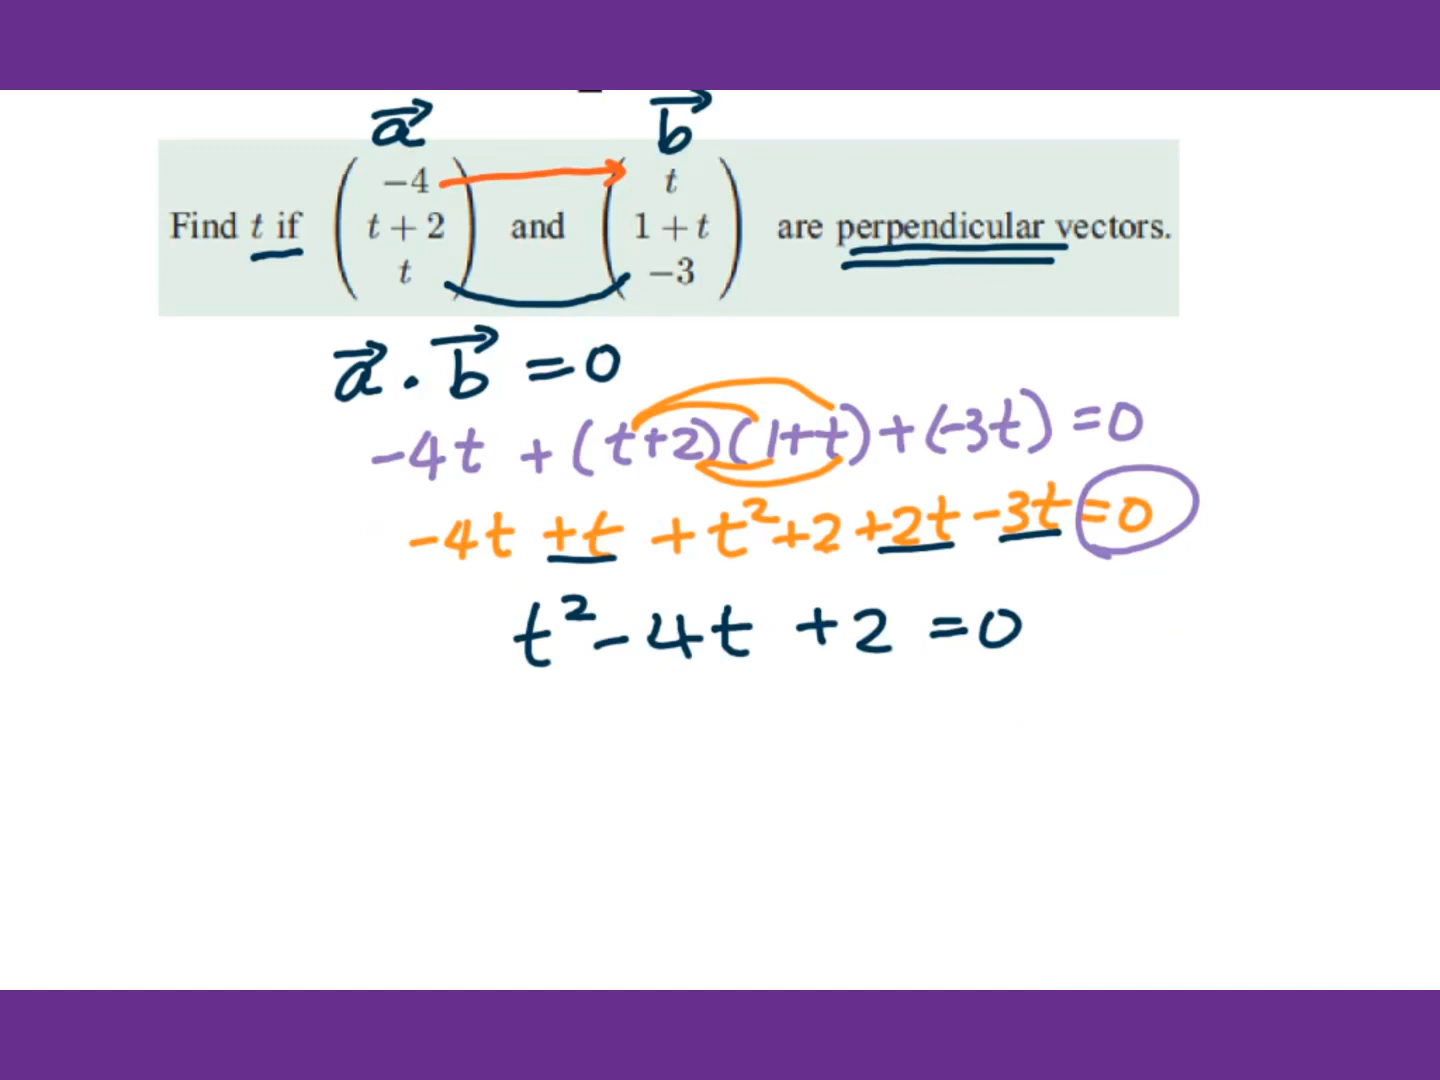 a⃗ b⃗
Find t if (−4, t + 2, t) and (t, 1 + t, −3) are perpendicular vectors.
a⃗ · b⃗ = 0
-4t + (t+2)(1+t) + (-3t) = 0
-4t +t + t² +2 +2t -3t = 0
t² - 4t + 2 = 0